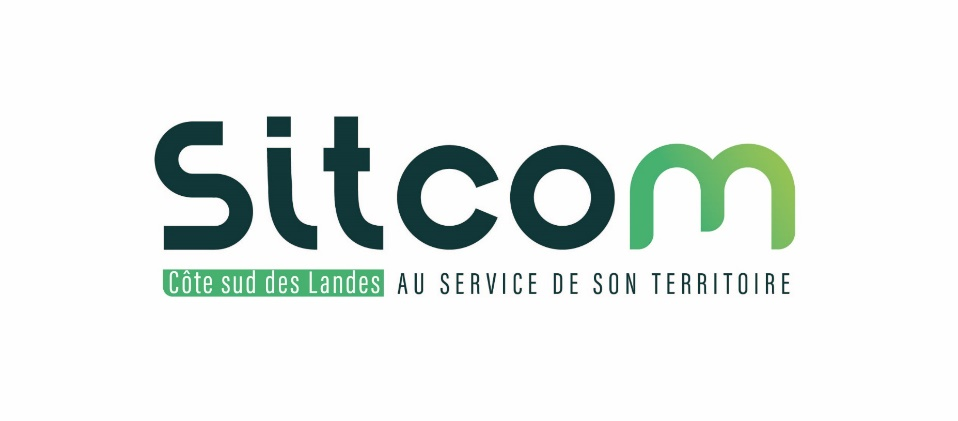 Sitcom
Côte sud des Landes AU SERVICE DE SON TERRITOIRE